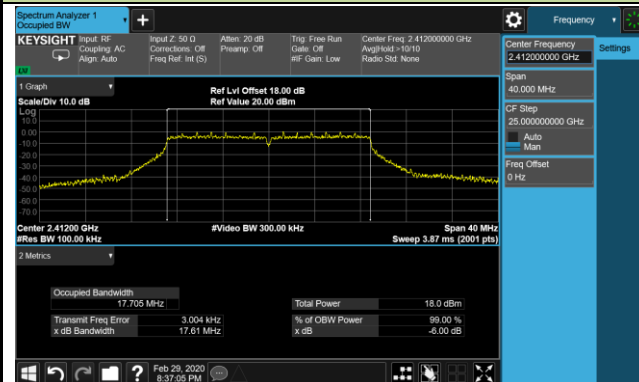 Spectrum Analyzer 1
Occupied BW
+
Frequency
KEYSIGHT
Input: RF
Coupling: AC
Align: Auto
Input Z: 50 Ω
Corrections: Off
Freq Ref: Int (S)
Atten: 20 dB
Preamp: Off
Trig: Free Run
Gate: Off
#IF Gain: Low
Center Freq: 2.412000000 GHz
Avg|Hold:>10/10
Radio Std: None
Center Frequency
2.412000000 GHz
Settings
Span
40.000 MHz
CF Step
25.000000000 GHz
Auto
Man
Freq Offset
0 Hz
1 Graph
Scale/Div 10.0 dB
Ref Lvl Offset 18.00 dB
Ref Value 20.00 dBm
Log
10.0
0.00
-10.0
-20.0
-30.0
-40.0
-50.0
-60.0
-70.0
Center 2.41200 GHz
#Video BW 300.00 kHz
Span 40 MHz
#Res BW 100.00 kHz
Sweep 3.87 ms (2001 pts)
2 Metrics
Occupied Bandwidth
17.705 MHz
Total Power 18.0 dBm
Transmit Freq Error 3.004 kHz
% of OBW Power 99.00 %
x dB Bandwidth 17.61 MHz
x dB -6.00 dB
?
Feb 29, 2020
8:37:05 PM